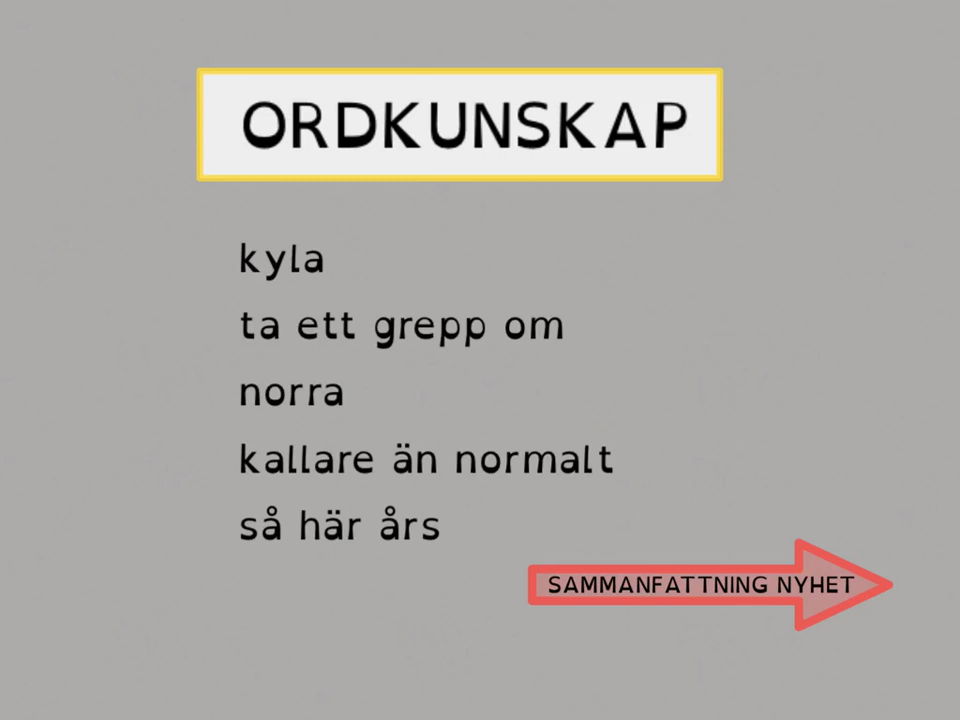 ORDKUNSKAP
kyla
ta ett grepp om
norra
kallare än normalt
så här års
SAMMANFATTNING NYHET